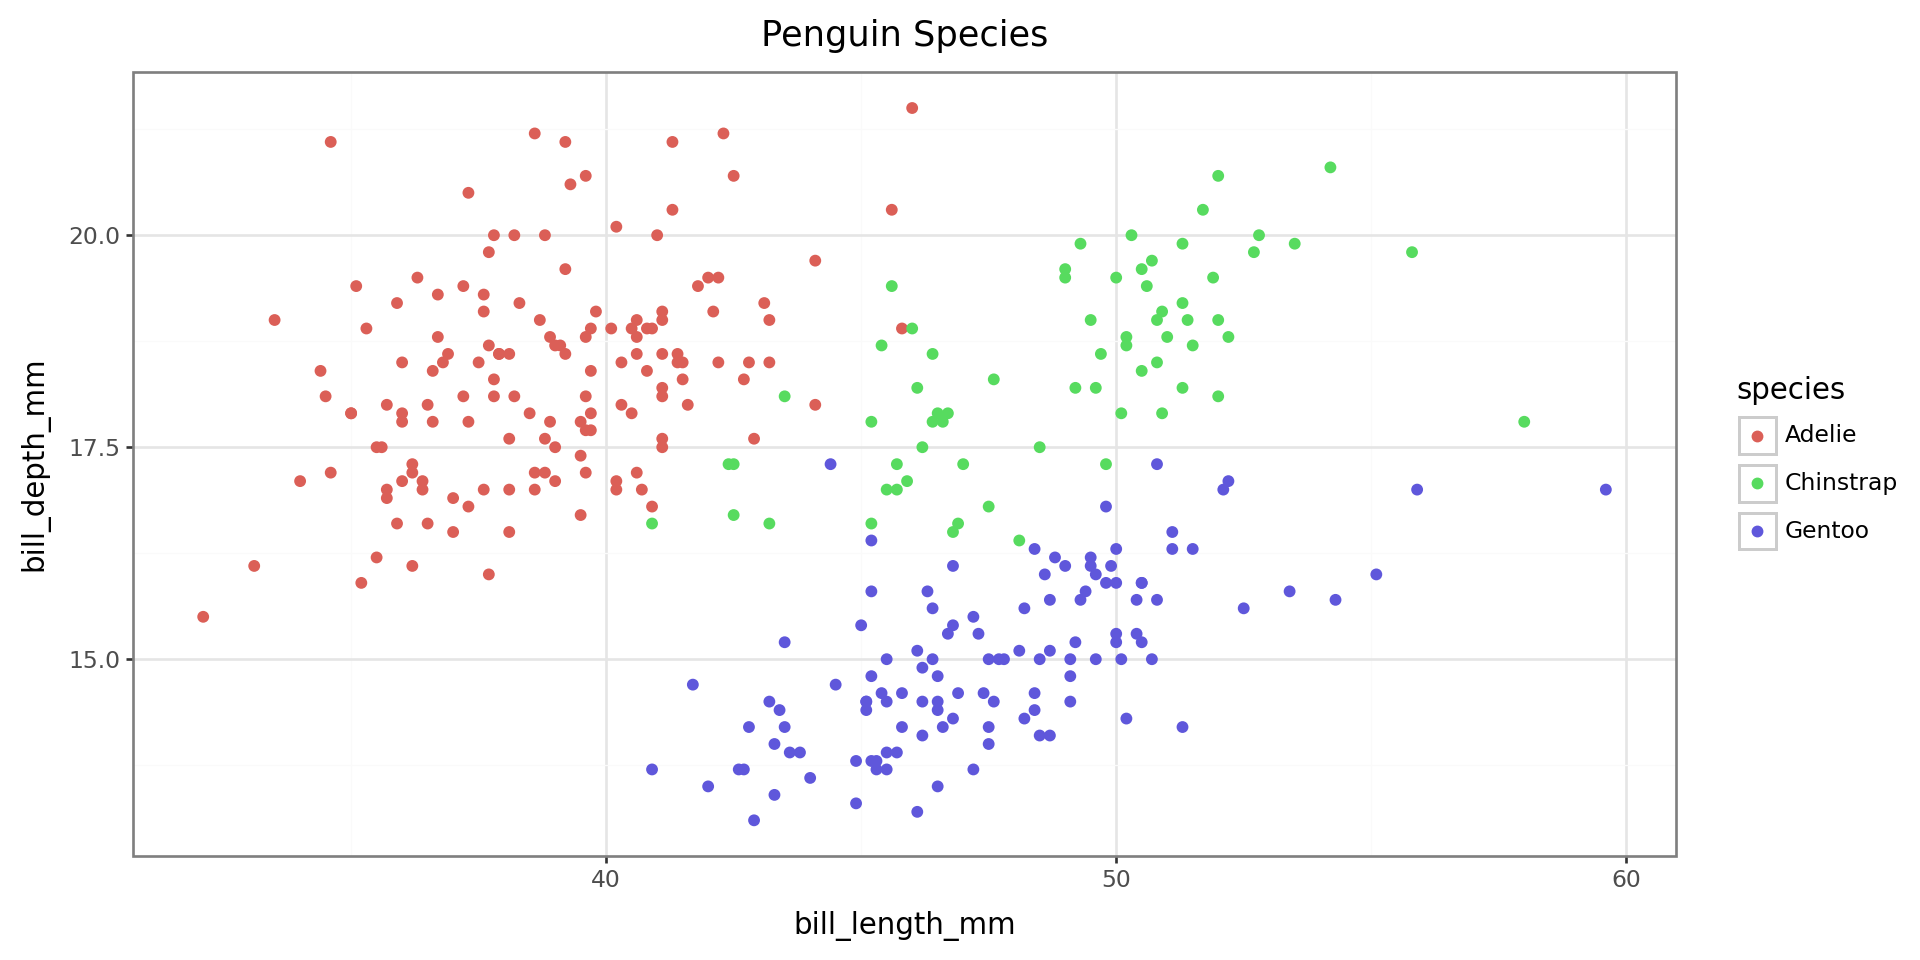 Penguin Species
bill_depth_mm
20.0
17.5
15.0
40
50
60
bill_length_mm
species
Adelie
Chinstrap
Gentoo